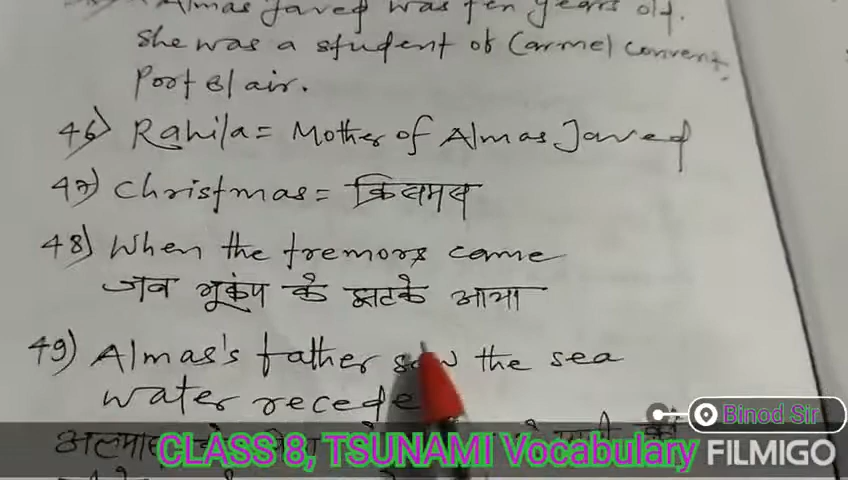 Almas Javed was ten years old.
She was a student of Carmel convent,
Port Blair.
46) Rahila = Mother of Almas Javed
47) Christmas = क्रिसमस
48) When the tremors came
जब भूकंप के झटके आया
49) Almas's father saw the sea
water recede
Binod Sir
CLASS 8, TSUNAMI Vocabulary
FILMIGO